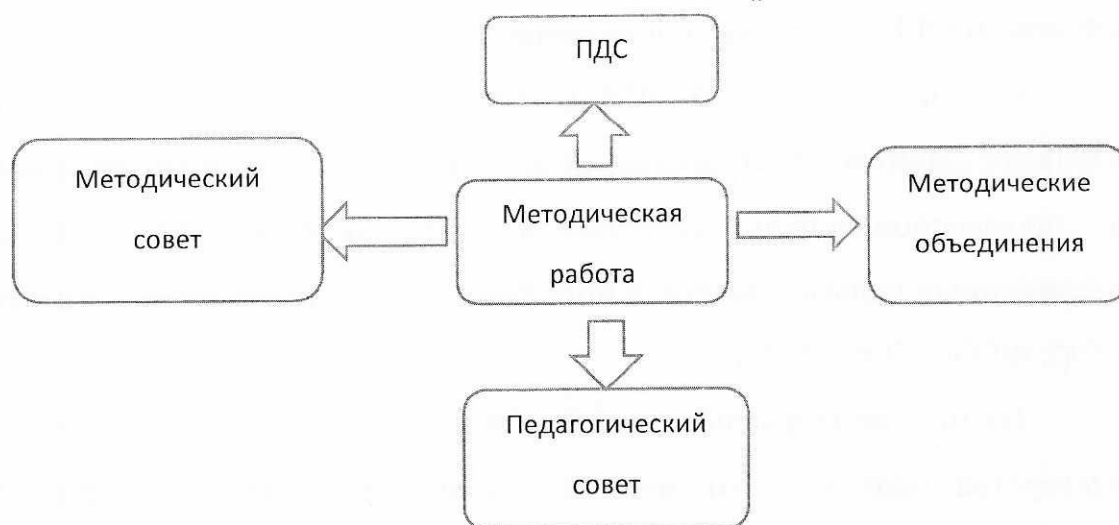 ПДС
Методический
совет
Методическая
работа
Методические
объединения
Педагогический
совет